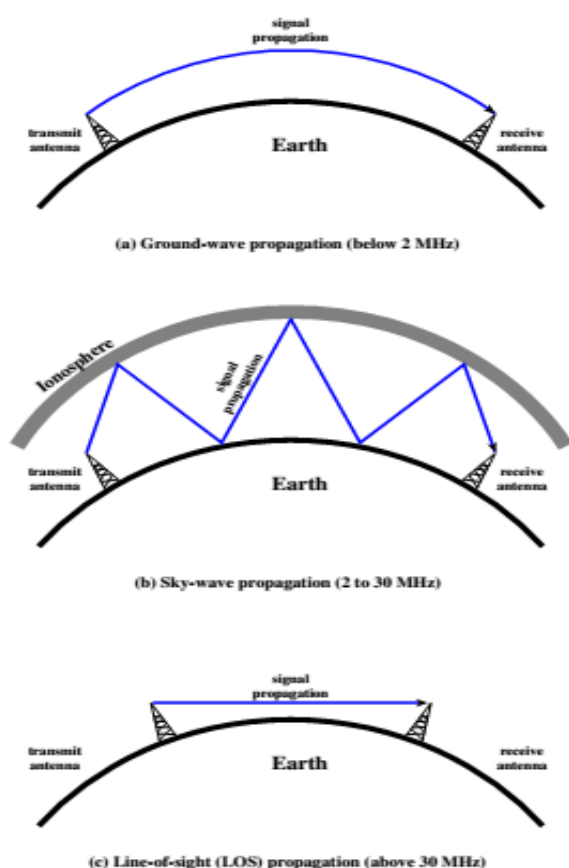 signal
propagation
transmit
antenna
Earth
receive
antenna
(a) Ground-wave propagation (below 2 MHz)
Ionosphere
signal
propagation
transmit
antenna
Earth
receive
antenna
(b) Sky-wave propagation (2 to 30 MHz)
signal
propagation
transmit
antenna
Earth
receive
antenna
(c) Line-of-sight (LOS) propagation (above 30 MHz)